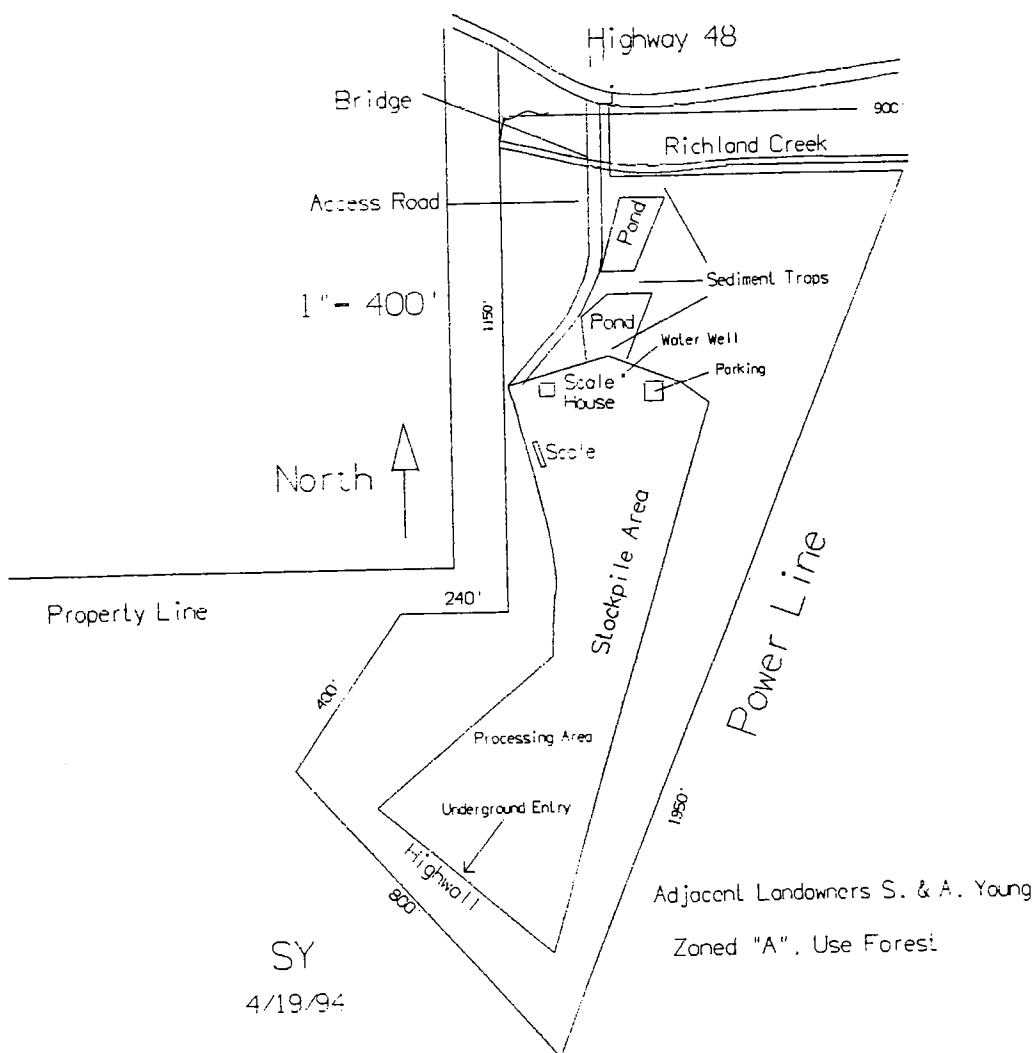 Highway 48
Bridge
900'
Richland Creek
Access Road
Pond
Sediment Traps
1"- 400'
1150'
Pond
Water Well
Parking
Scale
House
Scale
North
Stockpile Area
Power Line
240'
Property Line
400'
Processing Area
1950'
Underground Entry
Highwall
800'
Adjacent Landowners S. & A. Young
Zoned "A". Use Forest
SY
4/19/94